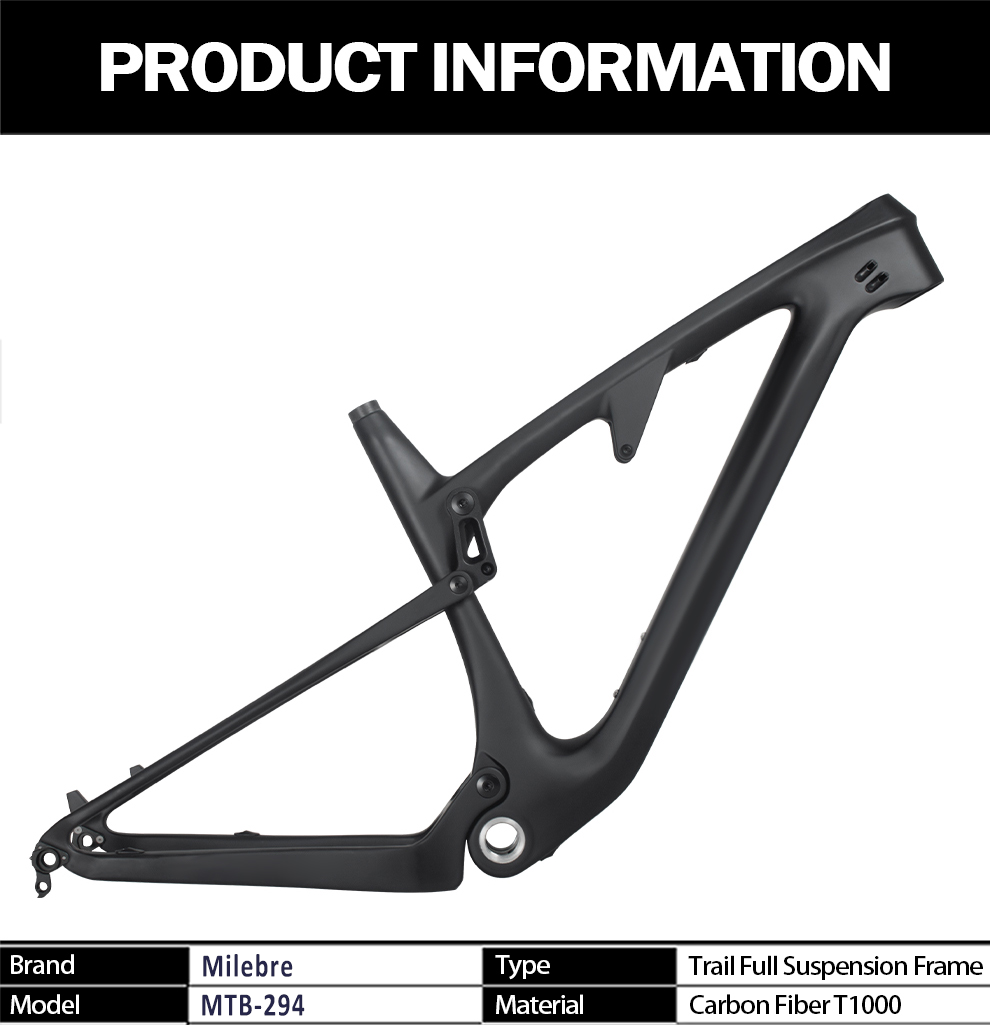 PRODUCT INFORMATION
Brand Milebre Type Trail Full Suspension Frame
Model MTB-294 Material Carbon Fiber T1000